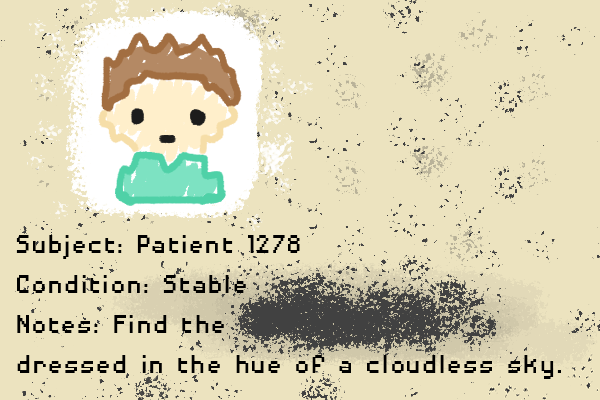 Subject: Patient 1278
Condition: Stable
Notes: Find the
dressed in the hue of a cloudless sky.